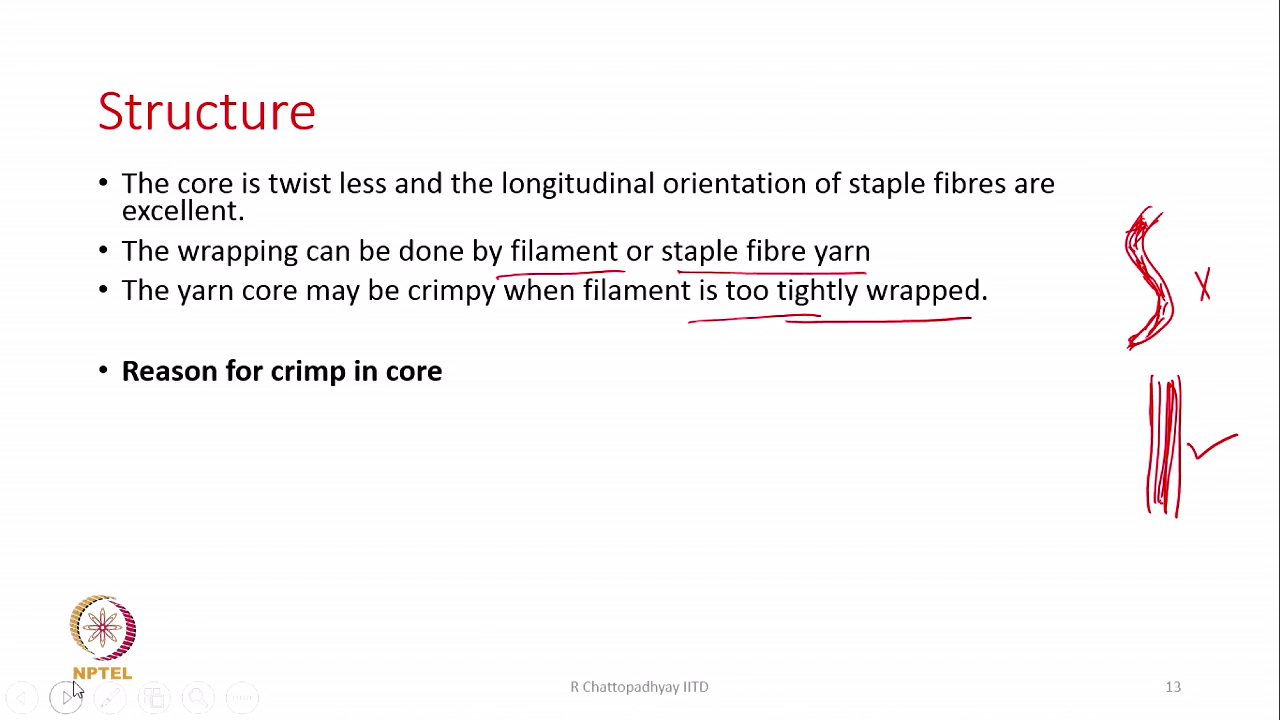 Structure
• The core is twist less and the longitudinal orientation of staple fibres are
excellent.
• The wrapping can be done by filament or staple fibre yarn
• The yarn core may be crimpy when filament is too tightly wrapped.
• Reason for crimp in core
X
NPTEL
R Chattopadhyay IITD
13